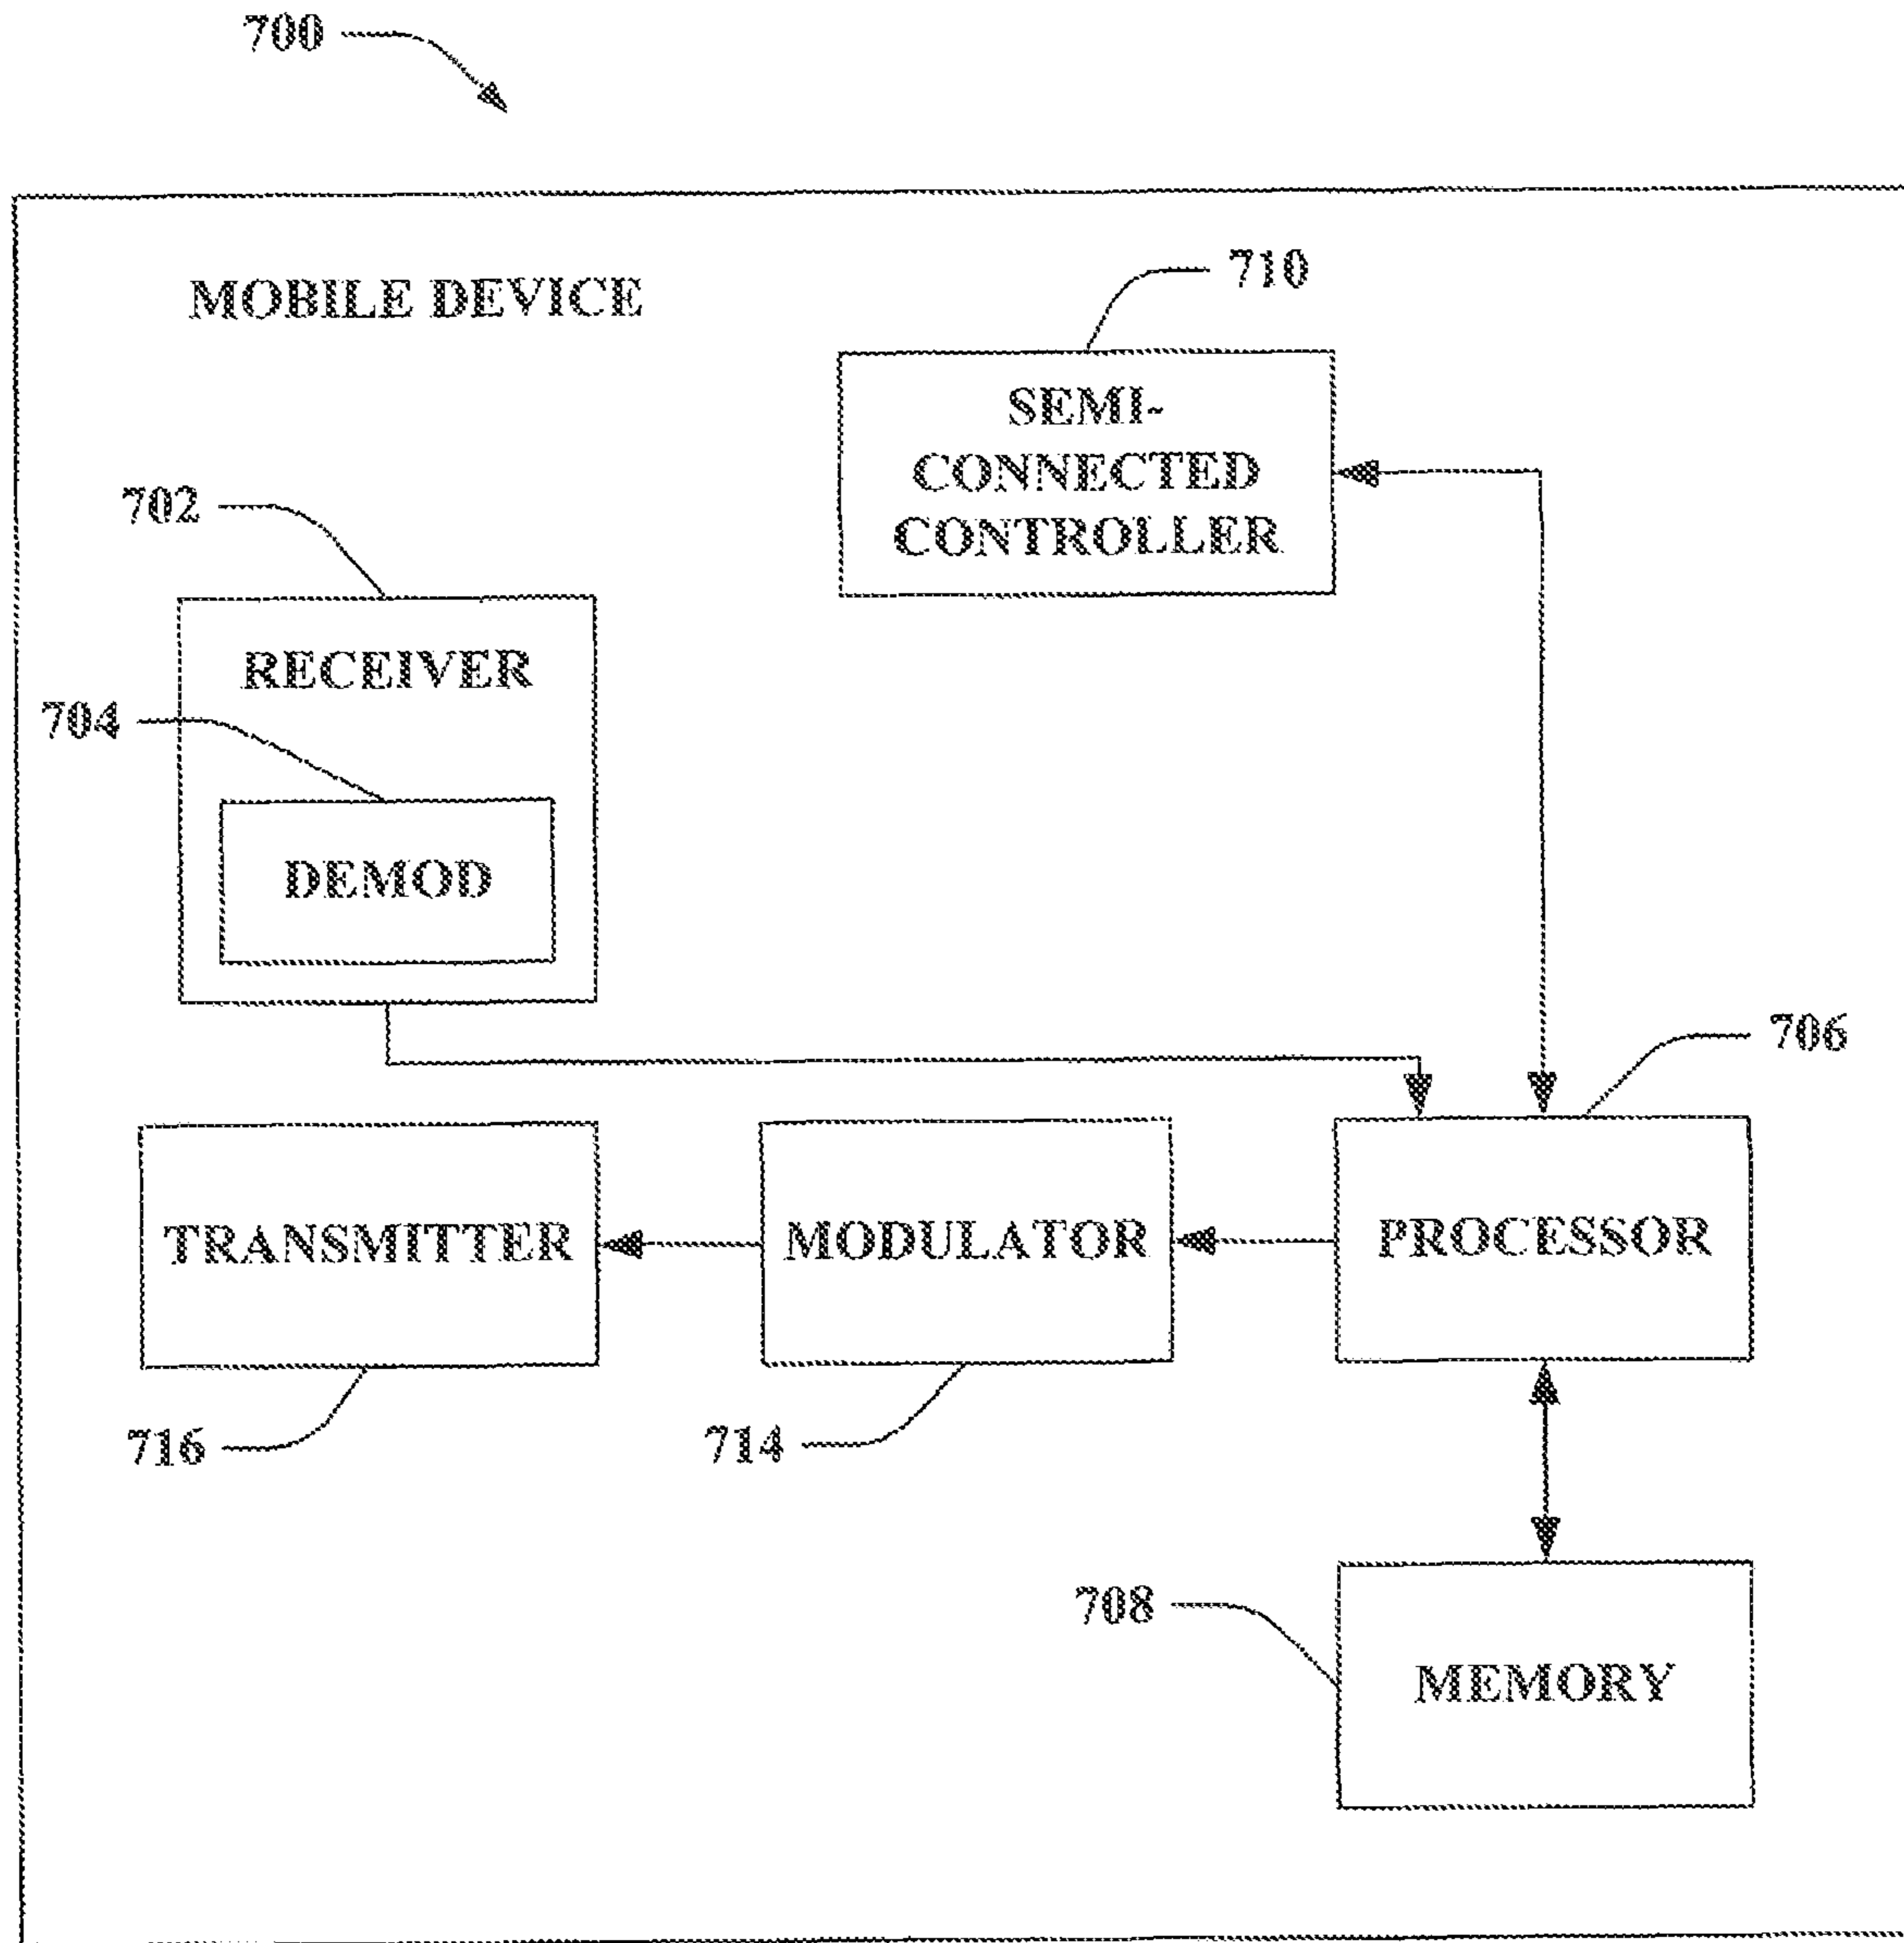 700
MOBILE DEVICE
710
SEMI-
CONNECTED
CONTROLLER
702
RECEIVER
704
DEMOD
706
TRANSMITTER
MODULATOR
PROCESSOR
716
714
708
MEMORY